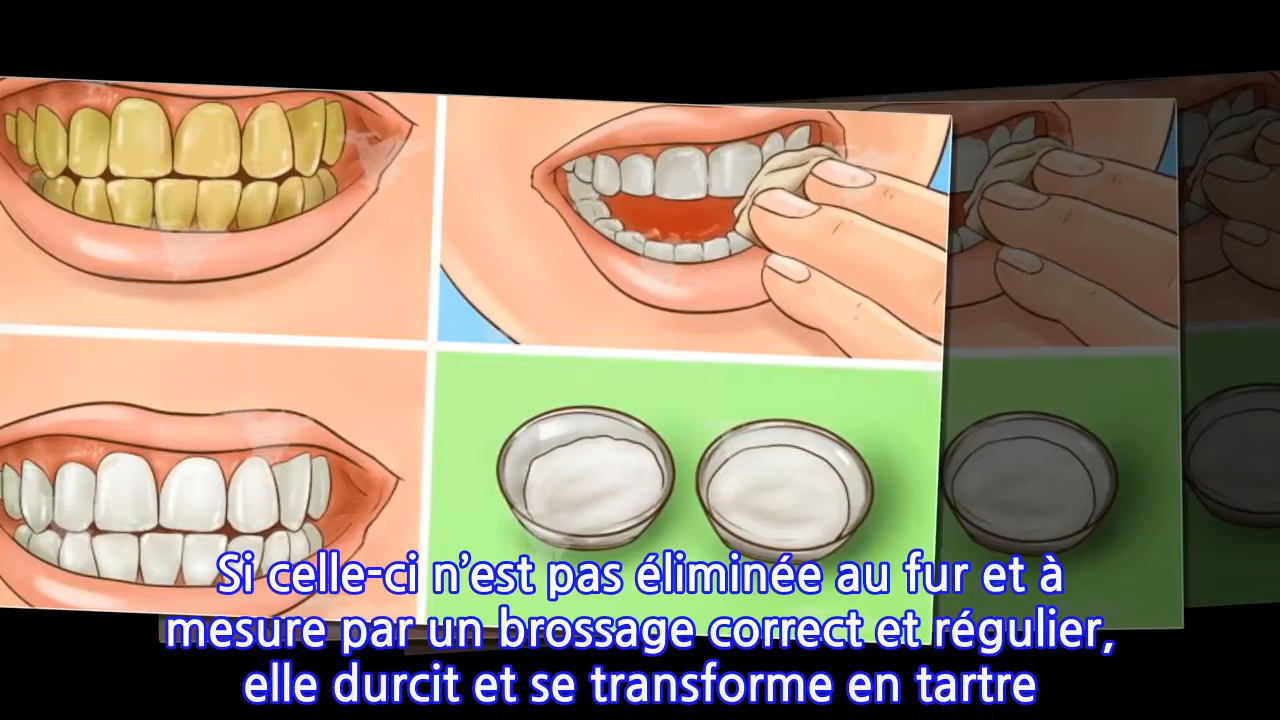 Si celle-ci n’est pas éliminée au fur et à
mesure par un brossage correct et régulier,
elle durcit et se transforme en tartre